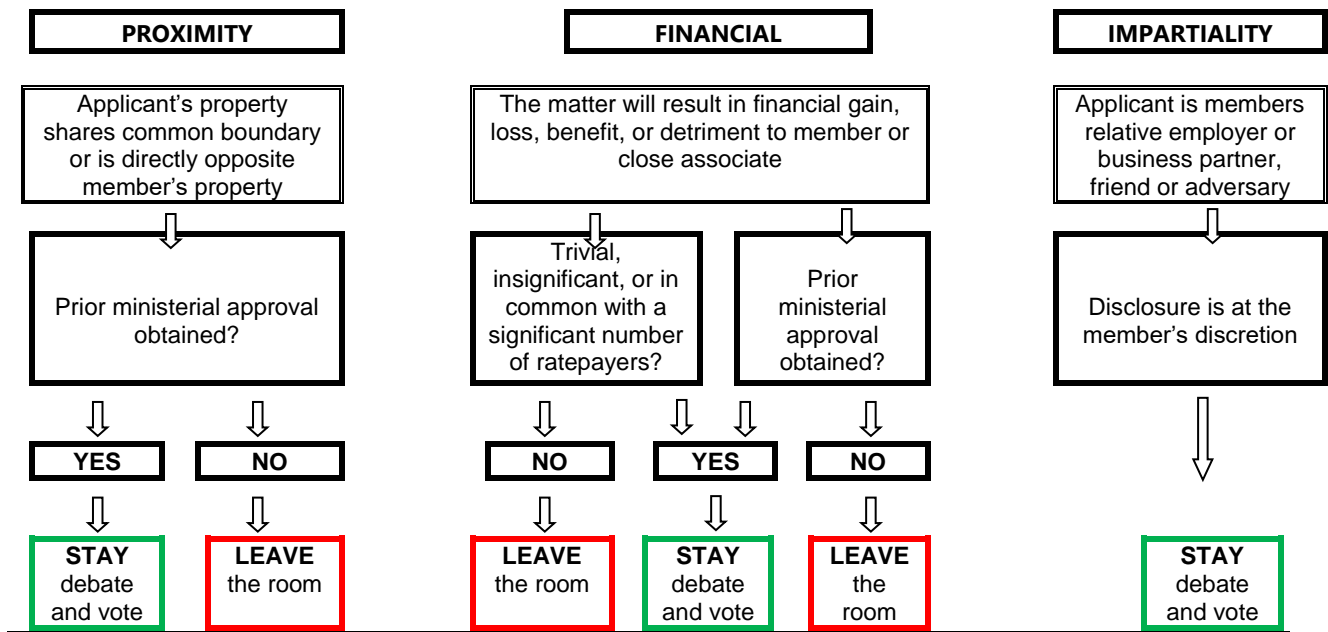 PROXIMITY
Applicant's property
shares common boundary
or is directly opposite
member's property
Prior ministerial approval
obtained?
YES
NO
STAY
debate
and vote
LEAVE
the room
FINANCIAL
The matter will result in financial gain,
loss, benefit, or detriment to member or
close associate
Trivial,
insignificant, or in
common with a
significant number
of ratepayers?
Prior
ministerial
approval
obtained?
NO
YES
NO
LEAVE
the room
STAY
debate
and vote
LEAVE
the
room
IMPARTIALITY
Applicant is members
relative employer or
business partner,
friend or adversary
Disclosure is at the
member's discretion
STAY
debate
and vote